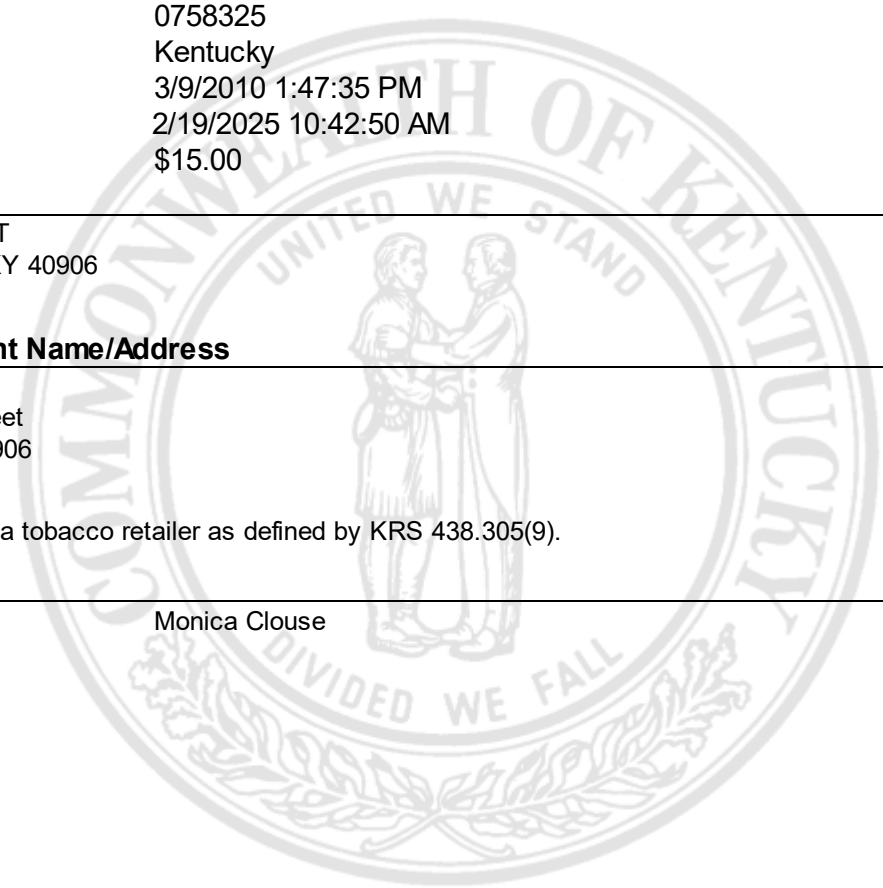 0758325
Kentucky
3/9/2010 1:47:35 PM
2/19/2025 10:42:50 AM
$15.00
T
KY 40906
nt Name/Address
eet
906
a tobacco retailer as defined by KRS 438.305(9).
Monica Clouse
COMMONWEALTH OF KENTUCKY
UNITED WE STAND
DIVIDED WE FALL